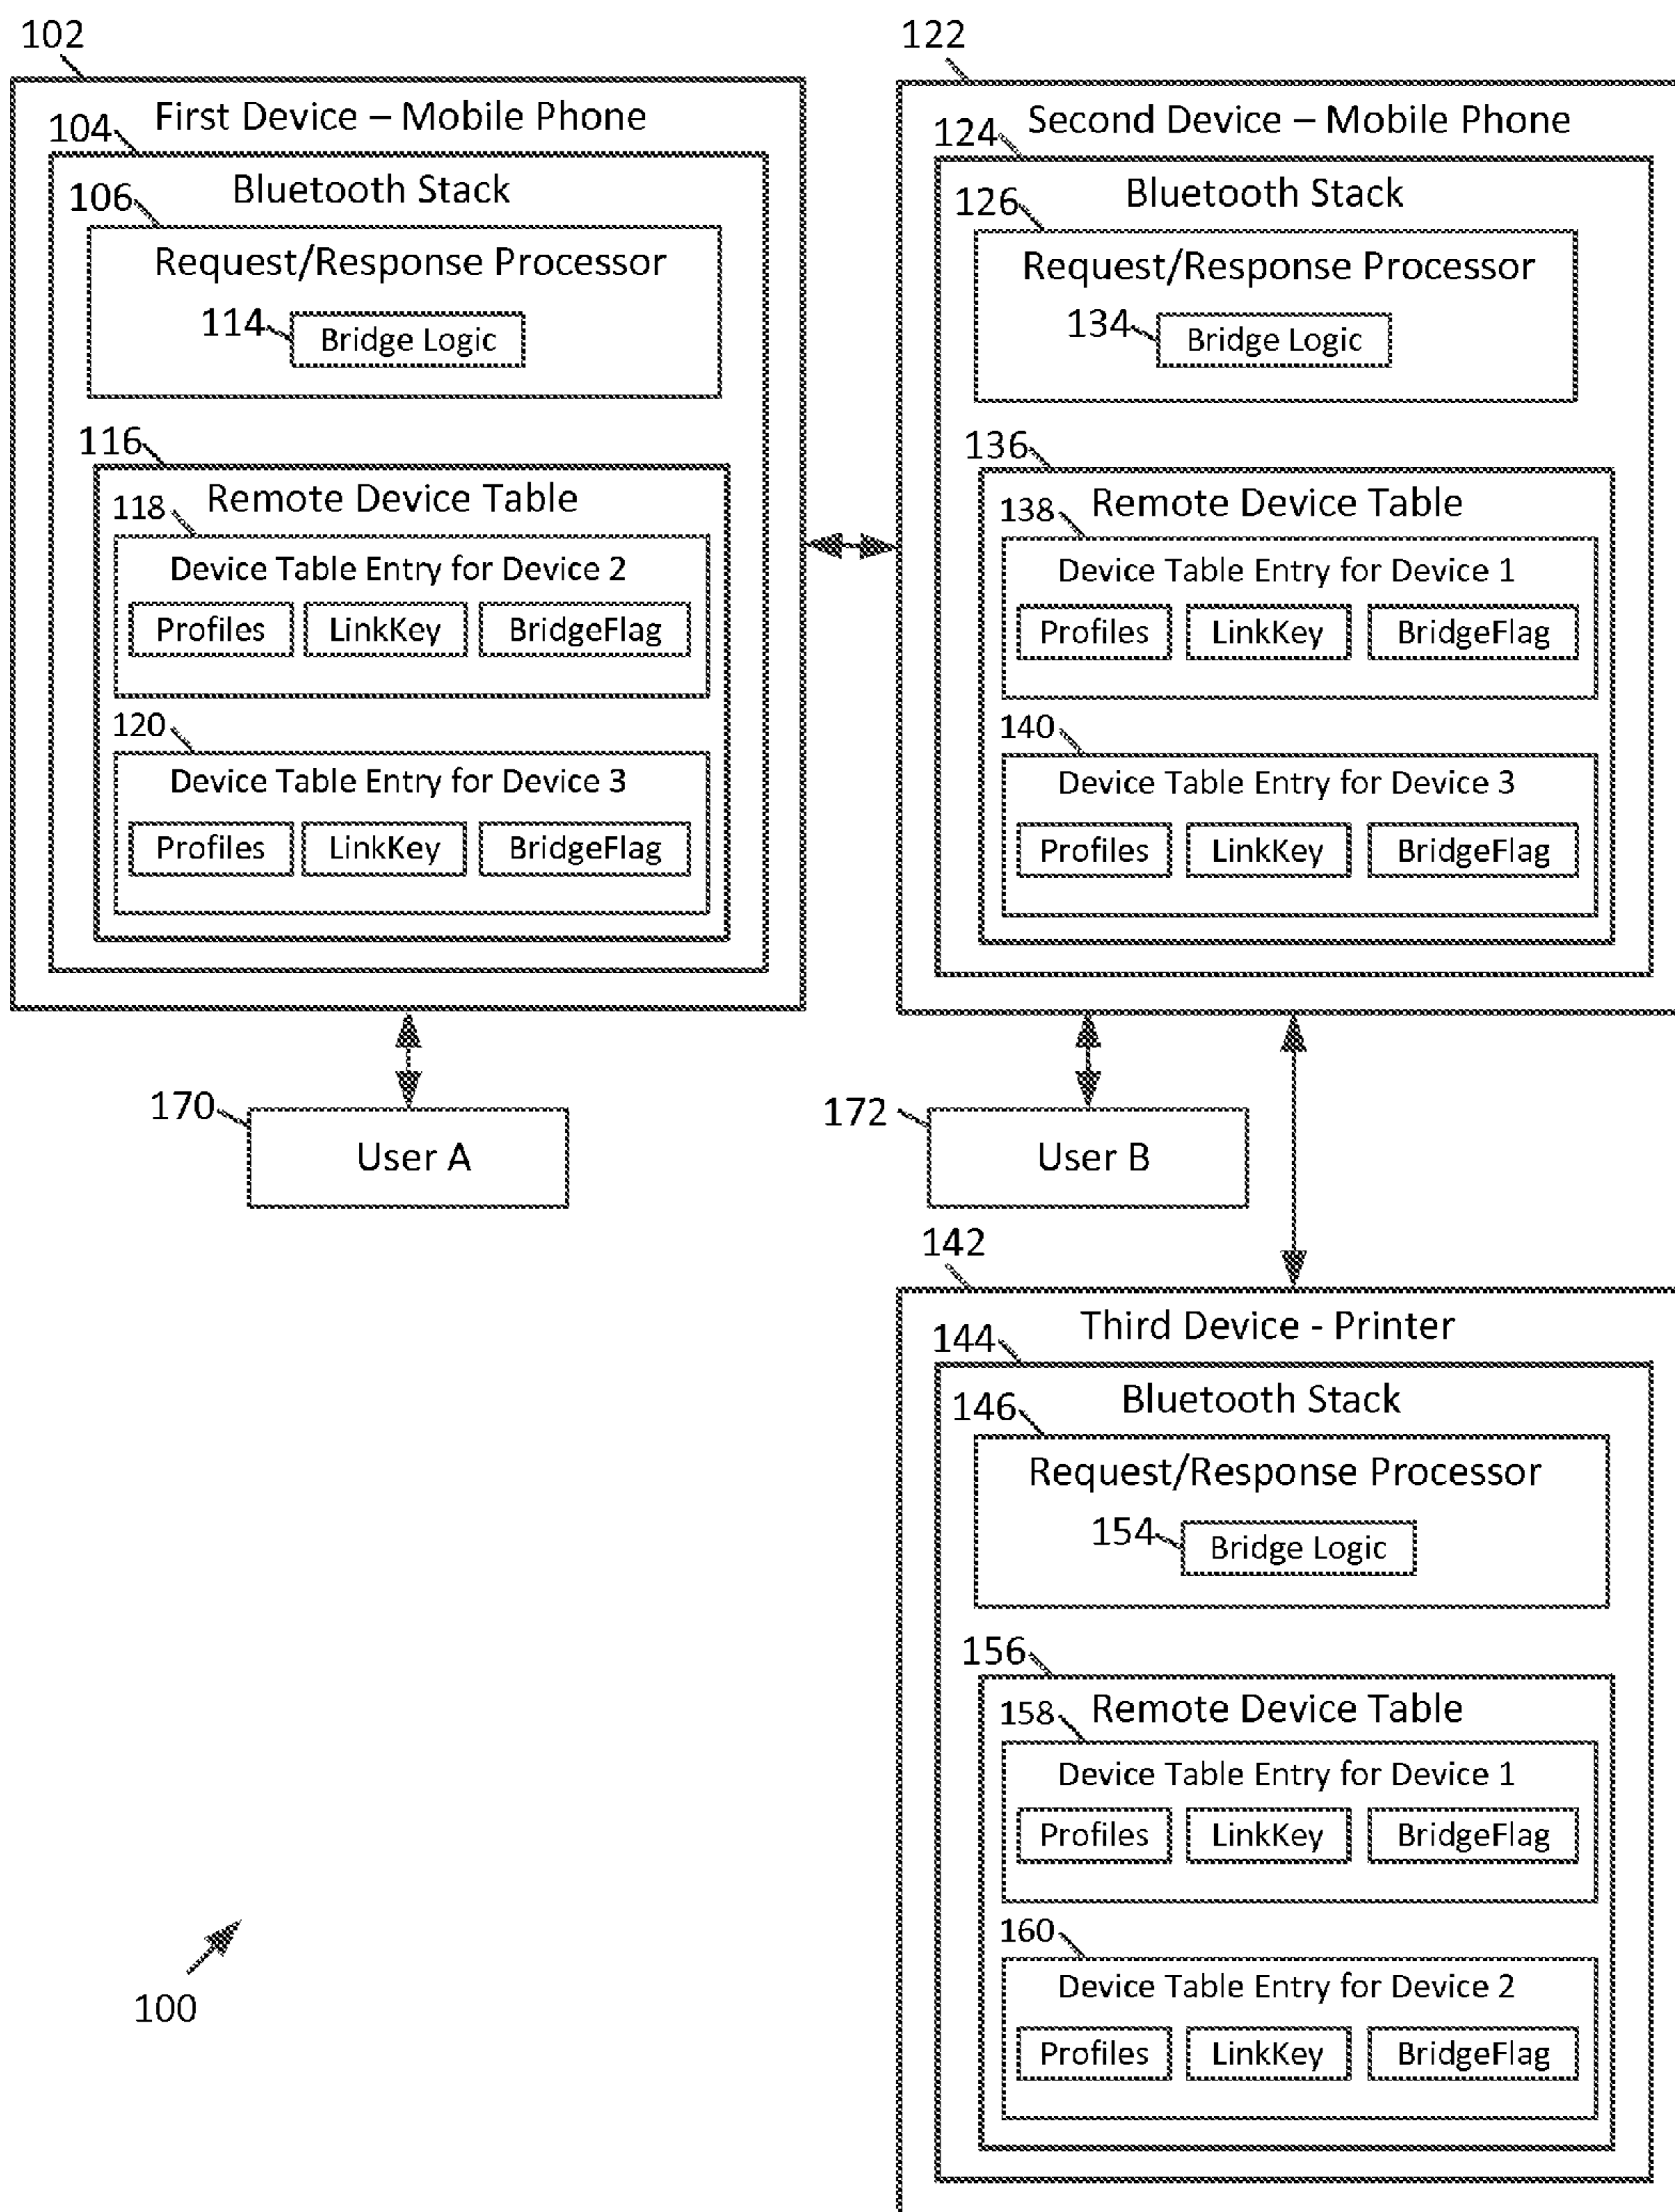 102
First Device – Mobile Phone
104
Bluetooth Stack
106
Request/Response Processor
114
Bridge Logic
116
Remote Device Table
118
Device Table Entry for Device 2
Profiles LinkKey BridgeFlag
120
Device Table Entry for Device 3
Profiles LinkKey BridgeFlag
170
User A
122
Second Device – Mobile Phone
124
Bluetooth Stack
126
Request/Response Processor
134
Bridge Logic
136
Remote Device Table
138
Device Table Entry for Device 1
Profiles LinkKey BridgeFlag
140
Device Table Entry for Device 3
Profiles LinkKey BridgeFlag
172
User B
142
Third Device - Printer
144
Bluetooth Stack
146
Request/Response Processor
154
Bridge Logic
156
Remote Device Table
158
Device Table Entry for Device 1
Profiles LinkKey BridgeFlag
160
Device Table Entry for Device 2
Profiles LinkKey BridgeFlag
100